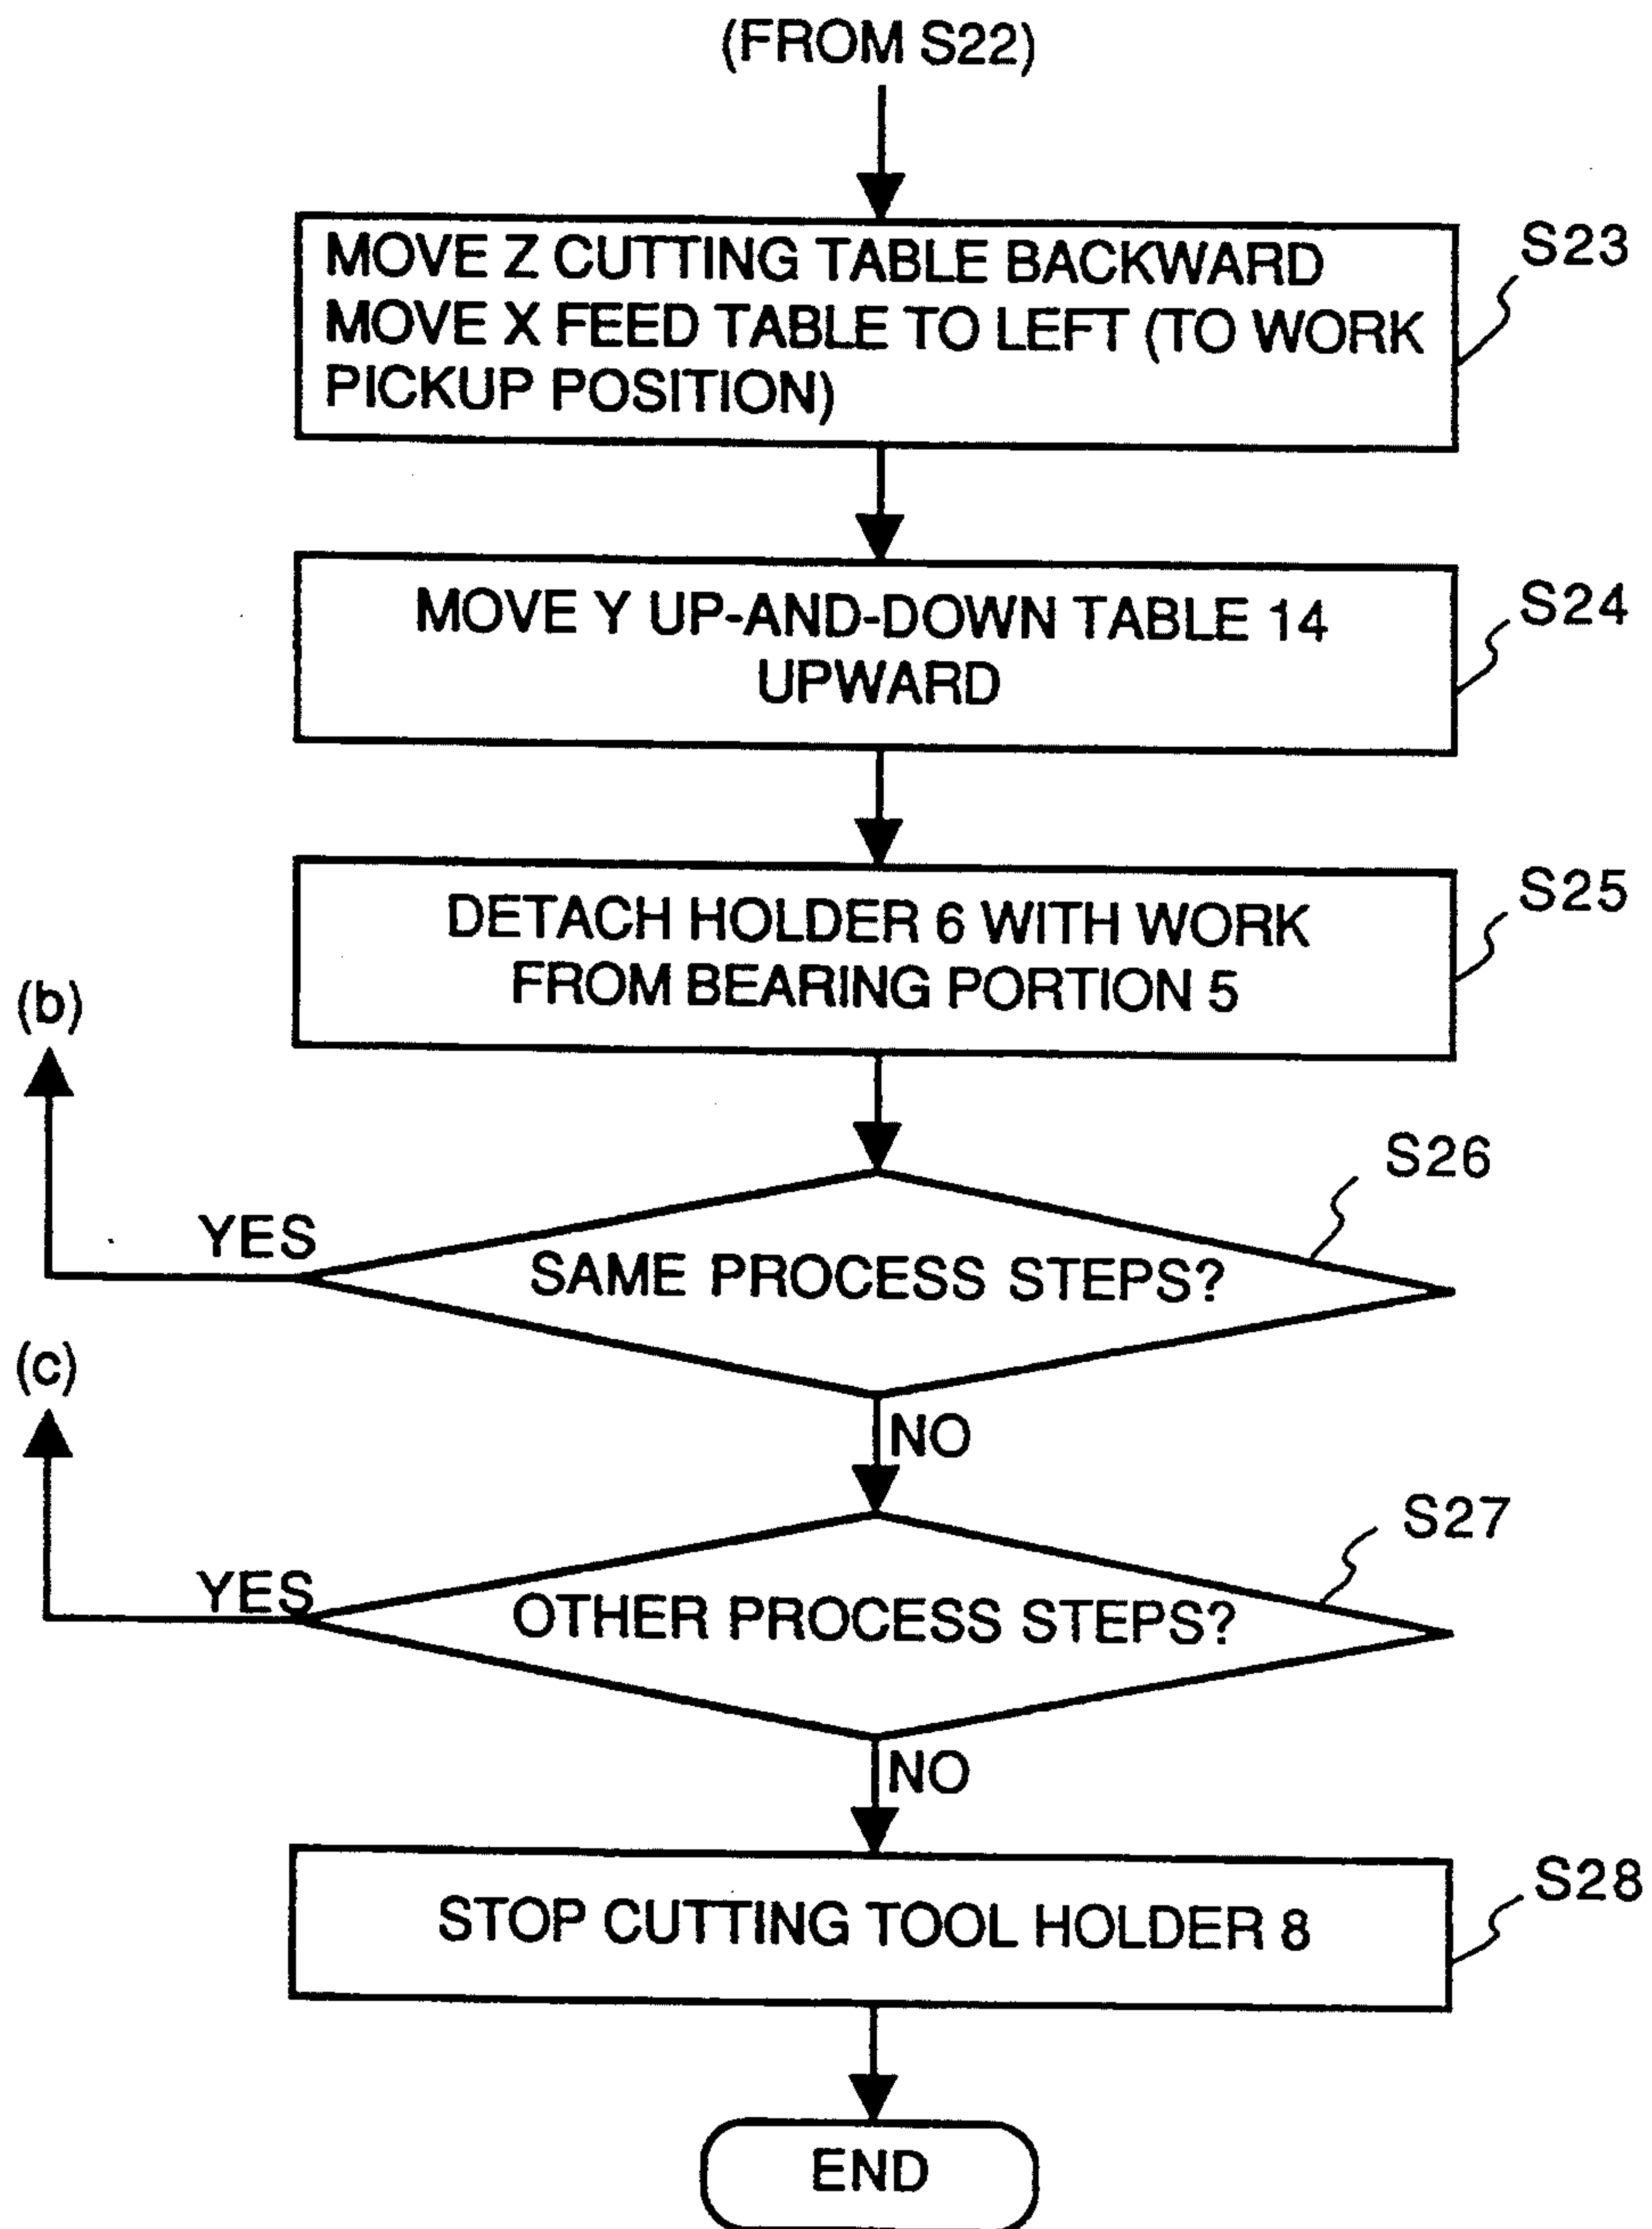 (FROM S22)
MOVE Z CUTTING TABLE BACKWARD
MOVE X FEED TABLE TO LEFT (TO WORK
PICKUP POSITION)
S23
MOVE Y UP-AND-DOWN TABLE 14
UPWARD
S24
DETACH HOLDER 6 WITH WORK
FROM BEARING PORTION 5
S25
(b)
S26
YES
SAME PROCESS STEPS?
(c)
NO
S27
YES
OTHER PROCESS STEPS?
NO
STOP CUTTING TOOL HOLDER 8
S28
END